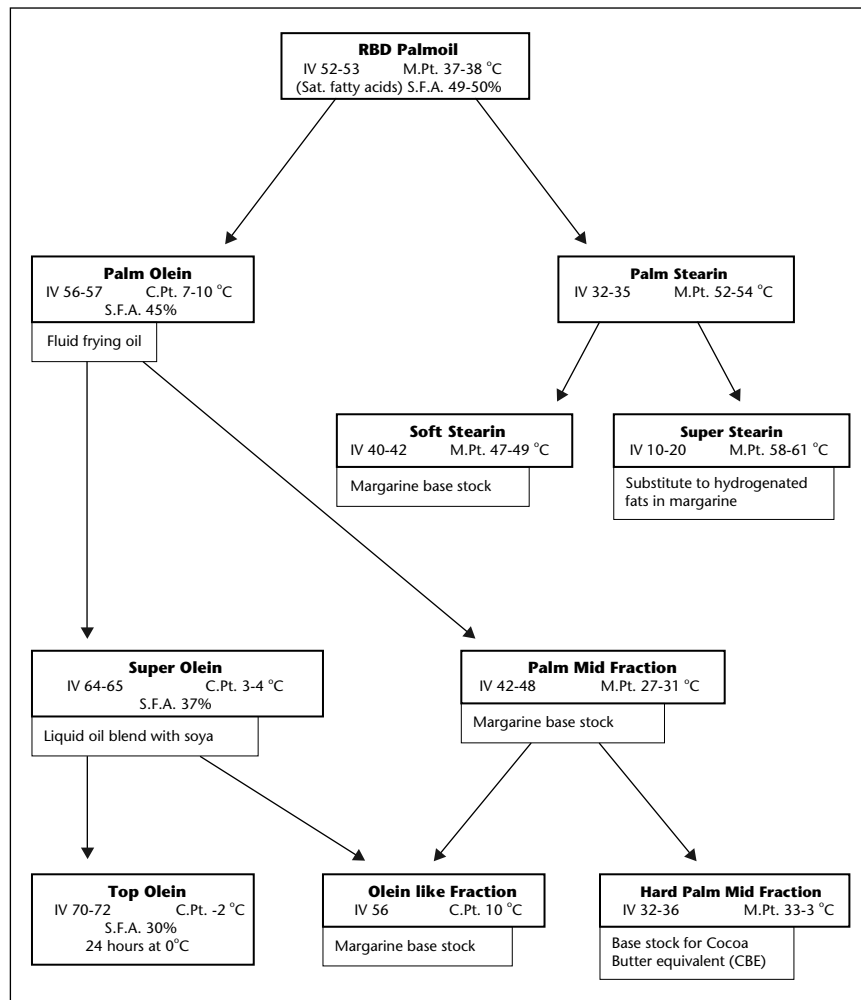 RBD Palmoil
IV 52-53 M.Pt. 37-38 °C
(Sat. fatty acids) S.F.A. 49-50%
Palm Olein
IV 56-57 C.Pt. 7-10 °C
S.F.A. 45%
Fluid frying oil
Palm Stearin
IV 32-35 M.Pt. 52-54 °C
Soft Stearin
IV 40-42 M.Pt. 47-49 °C
Margarine base stock
Super Stearin
IV 10-20 M.Pt. 58-61 °C
Substitute to hydrogenated
fats in margarine
Super Olein
IV 64-65 C.Pt. 3-4 °C
S.F.A. 37%
Liquid oil blend with soya
Palm Mid Fraction
IV 42-48 M.Pt. 27-31 °C
Margarine base stock
Top Olein
IV 70-72 C.Pt. -2 °C
S.F.A. 30%
24 hours at 0°C
Olein like Fraction
IV 56 C.Pt. 10 °C
Margarine base stock
Hard Palm Mid Fraction
IV 32-36 M.Pt. 33-3 °C
Base stock for Cocoa
Butter equivalent (CBE)